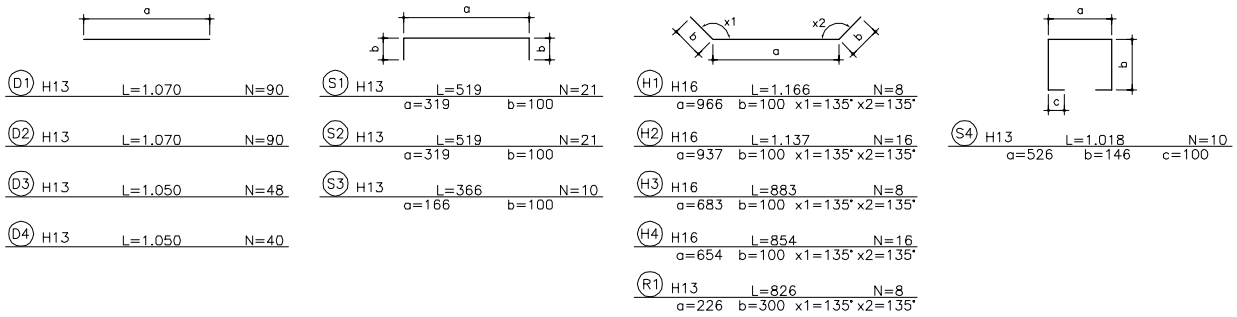 a
D1 H13 L=1.070 N=90
D2 H13 L=1.070 N=90
D3 H13 L=1.050 N=48
D4 H13 L=1.050 N=40
a
b b
S1 H13 L=519 N=21
a=319 b=100
S2 H13 L=519 N=21
a=319 b=100
S3 H13 L=366 N=10
a=166 b=100
x1 x2
b b
a
H1 H16 L=1.166 N=8
a=966 b=100 x1=135° x2=135°
H2 H16 L=1.137 N=16
a=937 b=100 x1=135° x2=135°
H3 H16 L=883 N=8
a=683 b=100 x1=135° x2=135°
H4 H16 L=854 N=16
a=654 b=100 x1=135° x2=135°
R1 H13 L=826 N=8
a=226 b=300 x1=135° x2=135°
a
b
c
S4 H13 L=1.018 N=10
a=526 b=146 c=100